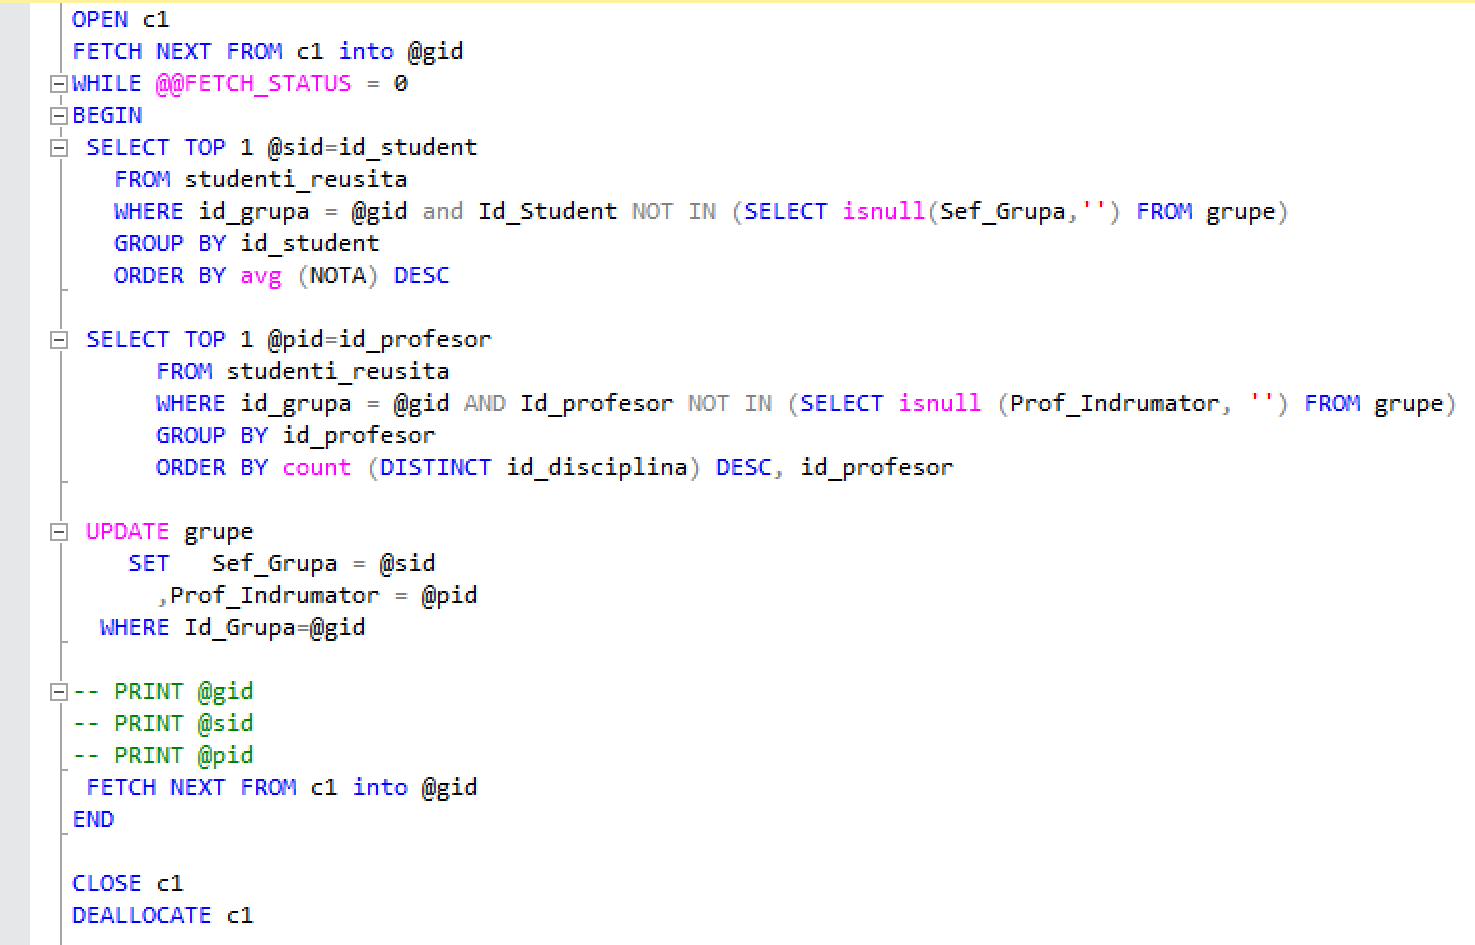 OPEN c1
FETCH NEXT FROM c1 into @gid
WHILE @@FETCH_STATUS = 0
BEGIN
SELECT TOP 1 @sid=id_student
FROM studenti_reusita
WHERE id_grupa = @gid and Id_Student NOT IN (SELECT isnull(Sef_Grupa,'') FROM grupe)
GROUP BY id_student
ORDER BY avg (NOTA) DESC
SELECT TOP 1 @pid=id_profesor
FROM studenti_reusita
WHERE id_grupa = @gid AND Id_profesor NOT IN (SELECT isnull (Prof_Indrumator, '') FROM grupe)
GROUP BY id_profesor
ORDER BY count (DISTINCT id_disciplina) DESC, id_profesor
UPDATE grupe
SET Sef_Grupa = @sid
,Prof_Indrumator = @pid
WHERE Id_Grupa=@gid
-- PRINT @gid
-- PRINT @sid
-- PRINT @pid
FETCH NEXT FROM c1 into @gid
END
CLOSE c1
DEALLOCATE c1